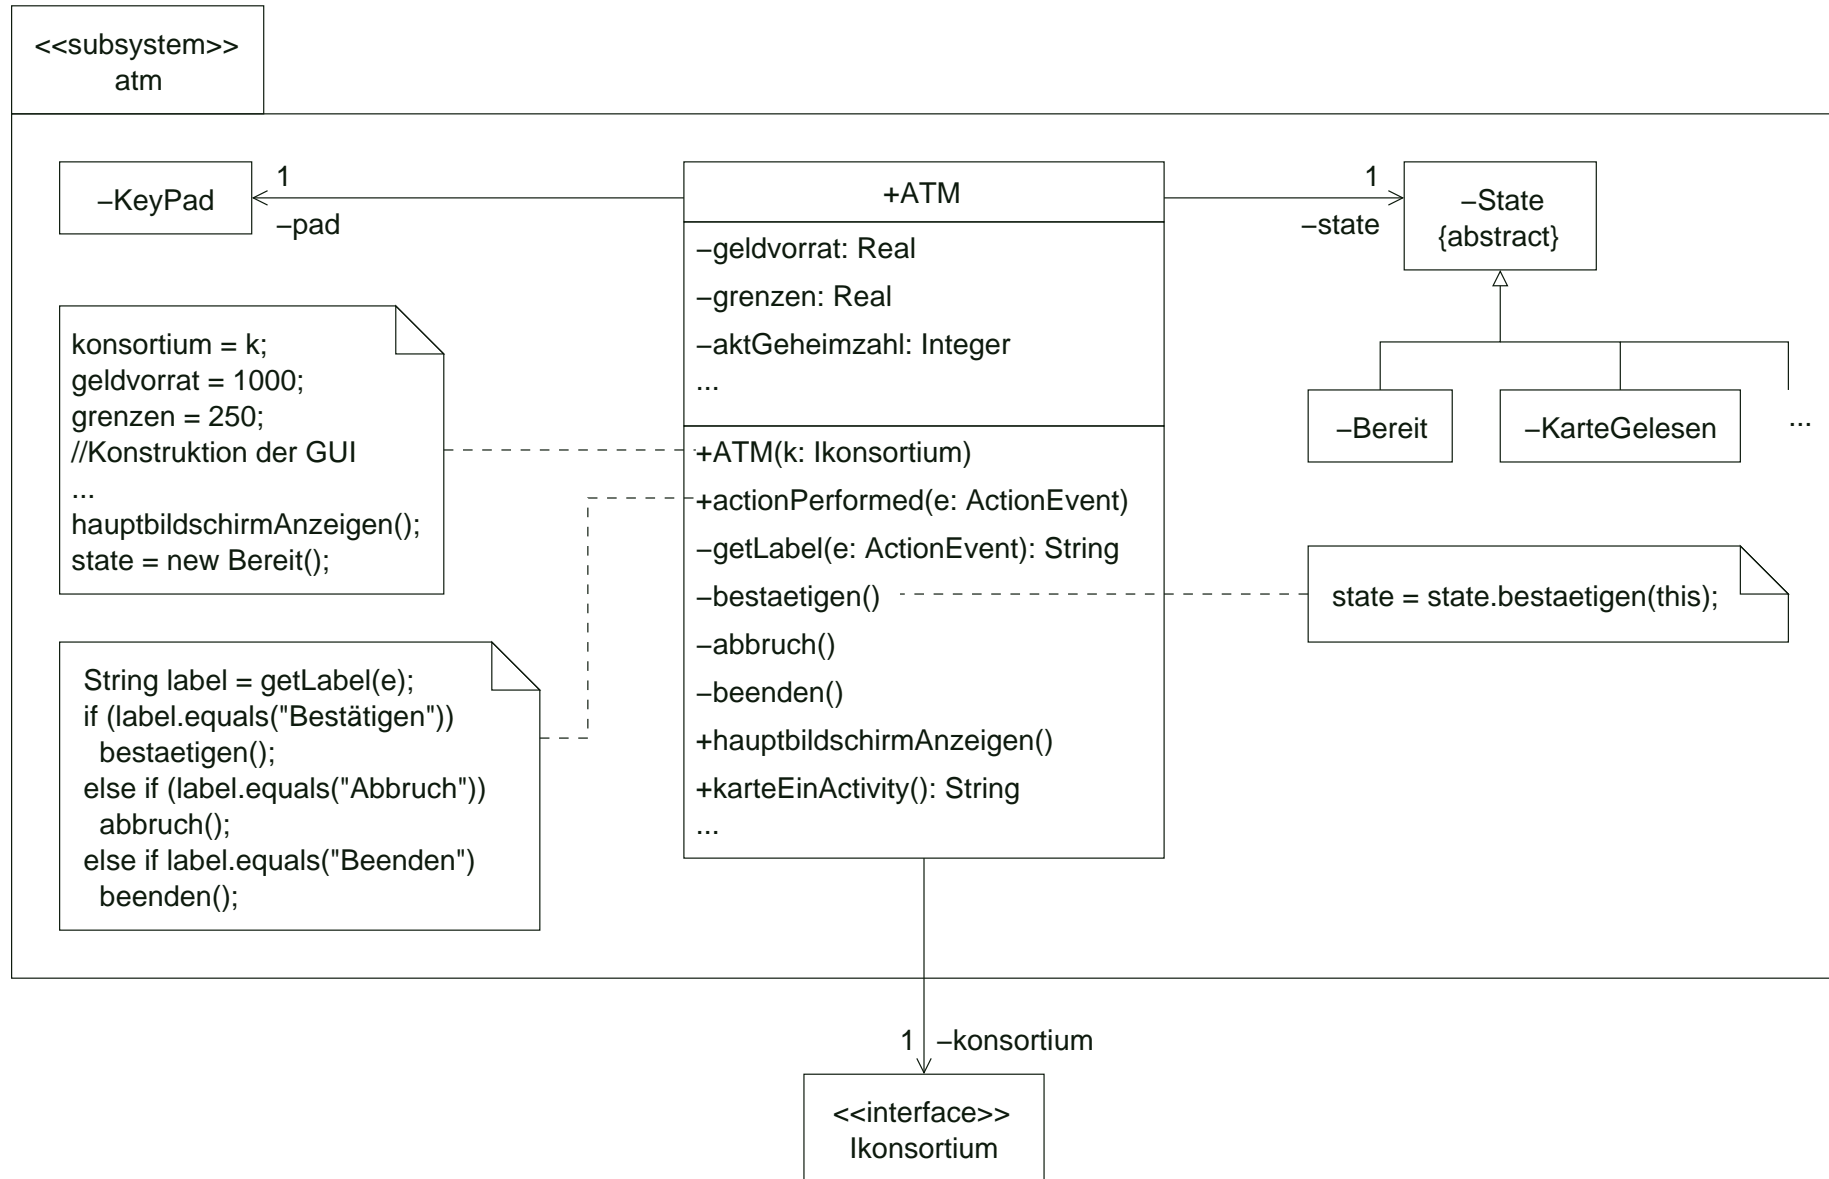 <<subsystem>>
atm
–KeyPad
1
–pad
+ATM
1
–state
–State
{abstract}
–geldvorrat: Real
–grenzen: Real
–aktGeheimzahl: Integer
...
konsortium = k;
geldvorrat = 1000;
grenzen = 250;
//Konstruktion der GUI
...
hauptbildschirmAnzeigen();
state = new Bereit();
–Bereit
–KarteGelesen
...
+ATM(k: Ikonsortium)
+actionPerformed(e: ActionEvent)
–getLabel(e: ActionEvent): String
–bestaetigen()
–abbruch()
–beenden()
+hauptbildschirmAnzeigen()
+karteEinActivity(): String
...
state = state.bestaetigen(this);
String label = getLabel(e);
if (label.equals("Bestätigen"))
bestaetigen();
else if (label.equals("Abbruch"))
abbruch();
else if label.equals("Beenden")
beenden();
1
–konsortium
<<interface>>
Ikonsortium